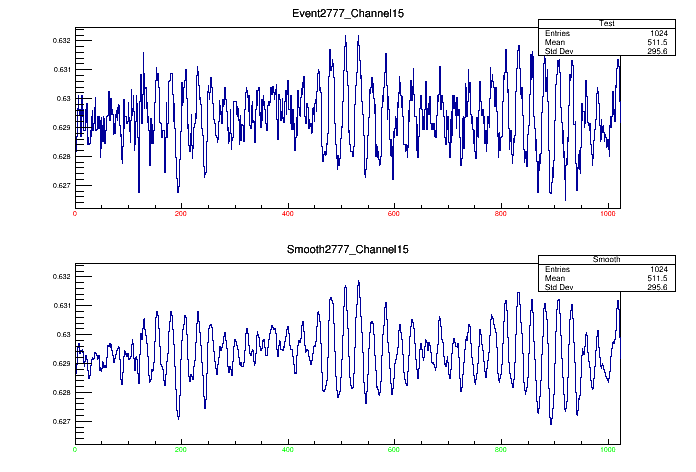 Event2777_Channel15
Test
Entries 1024
Mean 511.5
Std Dev 295.6
0.632
0.631
0.63
0.629
0.628
0.627
0 200 400 600 800 1000
Smooth2777_Channel15
Smooth
Entries 1024
Mean 511.5
Std Dev 295.6
0.632
0.631
0.63
0.629
0.628
0.627
0 200 400 600 800 1000